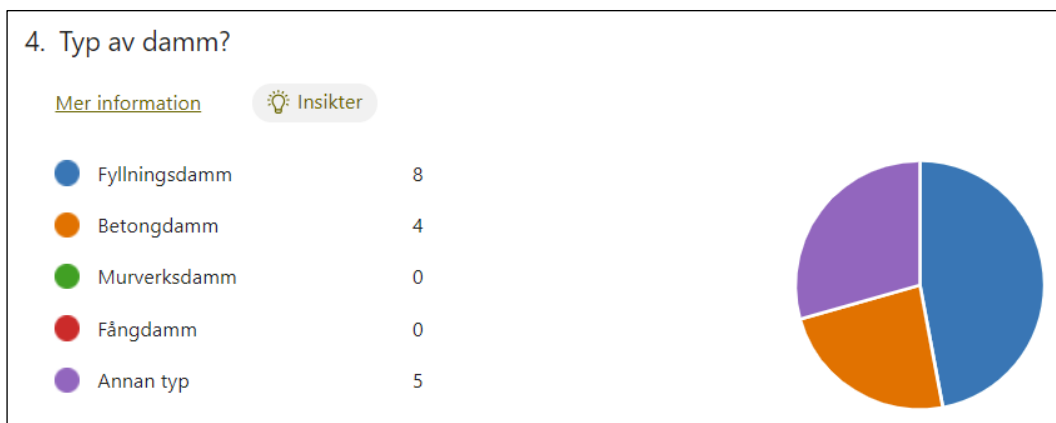 4. Typ av damm?
Mer information Insikter
Fyllningsdamm 8
Betongdamm 4
Murverksdamm 0
Fångdamm 0
Annan typ 5